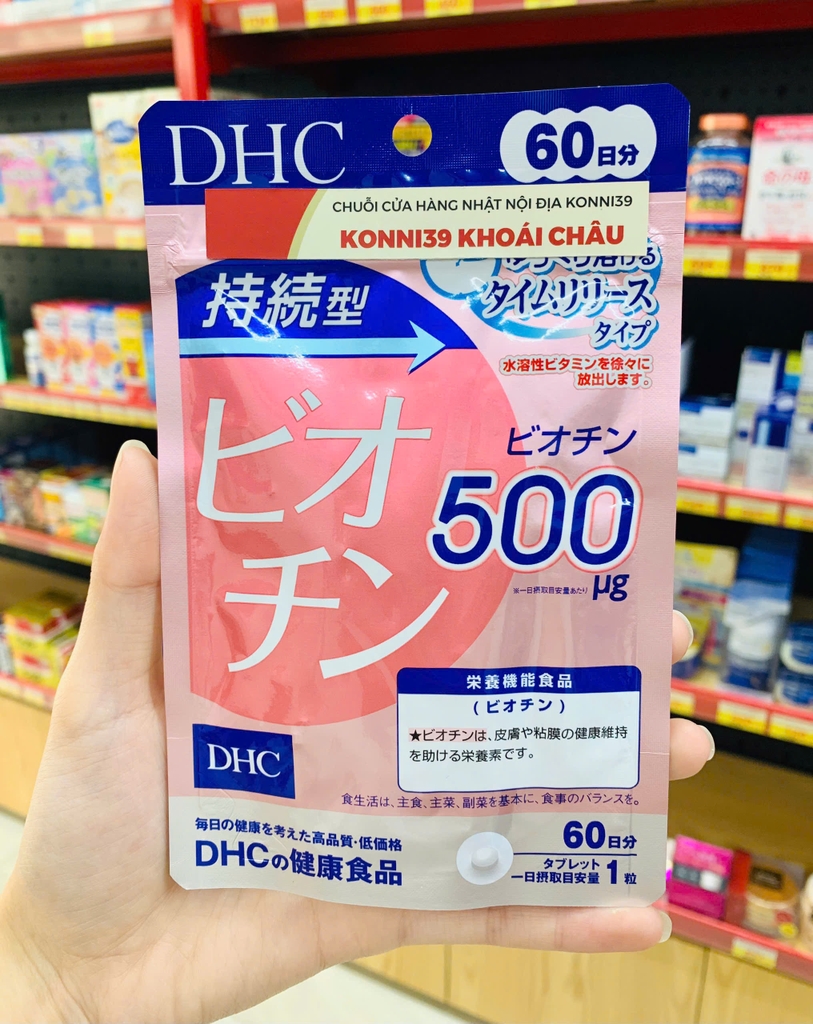 DHC
60日分
CHUỖI CỬA HÀNG NHẬT NỘI ĐỊA KONNI39
KONNI39 KHOÁI CHÂU
持続型
ゆっくり溶ける
タイムリリース
タイプ
水溶性ビタミンを徐々に
放出します。
ビオ
チン
ビオチン
500
μg
※一日摂取目安量あたり
栄養機能食品
(ビオチン)
★ビオチンは、皮膚や粘膜の健康維持
を助ける栄養素です。
DHC
食生活は、主食、主菜、副菜を基本に、食事のバランスを。
毎日の健康を考えた高品質・低価格
DHCの健康食品
60日分
タブレット
一日摂取目安量 1粒